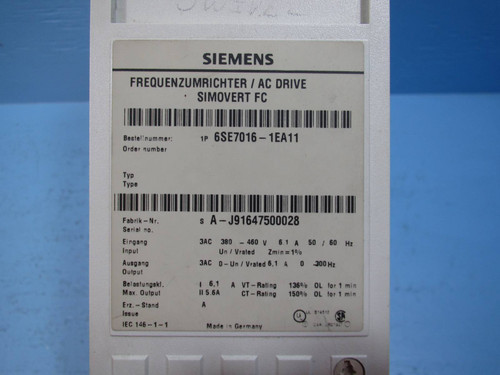 SIEMENS
FREQUENZUMRICHTER / AC DRIVE
SIMOVERT FC
Bestellnummer: 1P 6SE7016-1EA11
Order number
Typ
Type
Fabrik-Nr. S A-J91647500028
Serial no.
Eingang 3AC 380-460 V 6.1 A 50 / 60 Hz
Input Un / Vrated Zmin=1%
Ausgang 3AC 0-Un / Vrated 6,1 A 0 -300Hz
Output
Belastungskl. I 6,1 A VT-Rating 136% OL for 1 min
Max. Output II 5.6A CT-Rating 150% OL for 1 min
Erz.-Stand A
Issue
IEC 146-1-1 Made in Germany